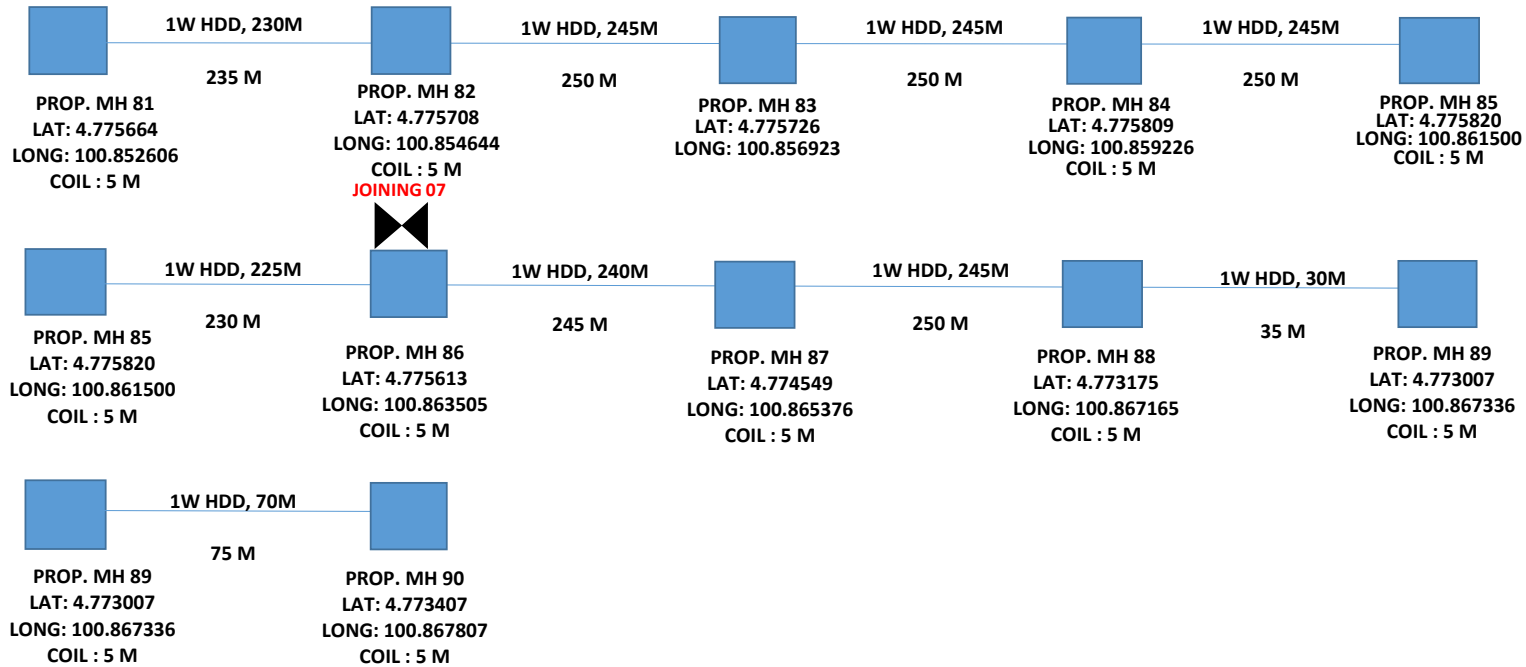 1W HDD, 230M
1W HDD, 245M
1W HDD, 245M
1W HDD, 245M
235 M
250 M
250 M
250 M
PROP. MH 81
LAT: 4.775664
LONG: 100.852606
COIL : 5 M
PROP. MH 82
LAT: 4.775708
LONG: 100.854644
COIL : 5 M
PROP. MH 83
LAT: 4.775726
LONG: 100.856923
PROP. MH 84
LAT: 4.775809
LONG: 100.859226
COIL : 5 M
PROP. MH 85
LAT: 4.775820
LONG: 100.861500
COIL : 5 M
JOINING 07
1W HDD, 225M
1W HDD, 240M
1W HDD, 245M
1W HDD, 30M
230 M
245 M
250 M
35 M
PROP. MH 85
LAT: 4.775820
LONG: 100.861500
COIL : 5 M
PROP. MH 86
LAT: 4.775613
LONG: 100.863505
COIL : 5 M
PROP. MH 87
LAT: 4.774549
LONG: 100.865376
COIL : 5 M
PROP. MH 88
LAT: 4.773175
LONG: 100.867165
COIL : 5 M
PROP. MH 89
LAT: 4.773007
LONG: 100.867336
COIL : 5 M
1W HDD, 70M
75 M
PROP. MH 89
LAT: 4.773007
LONG: 100.867336
COIL : 5 M
PROP. MH 90
LAT: 4.773407
LONG: 100.867807
COIL : 5 M